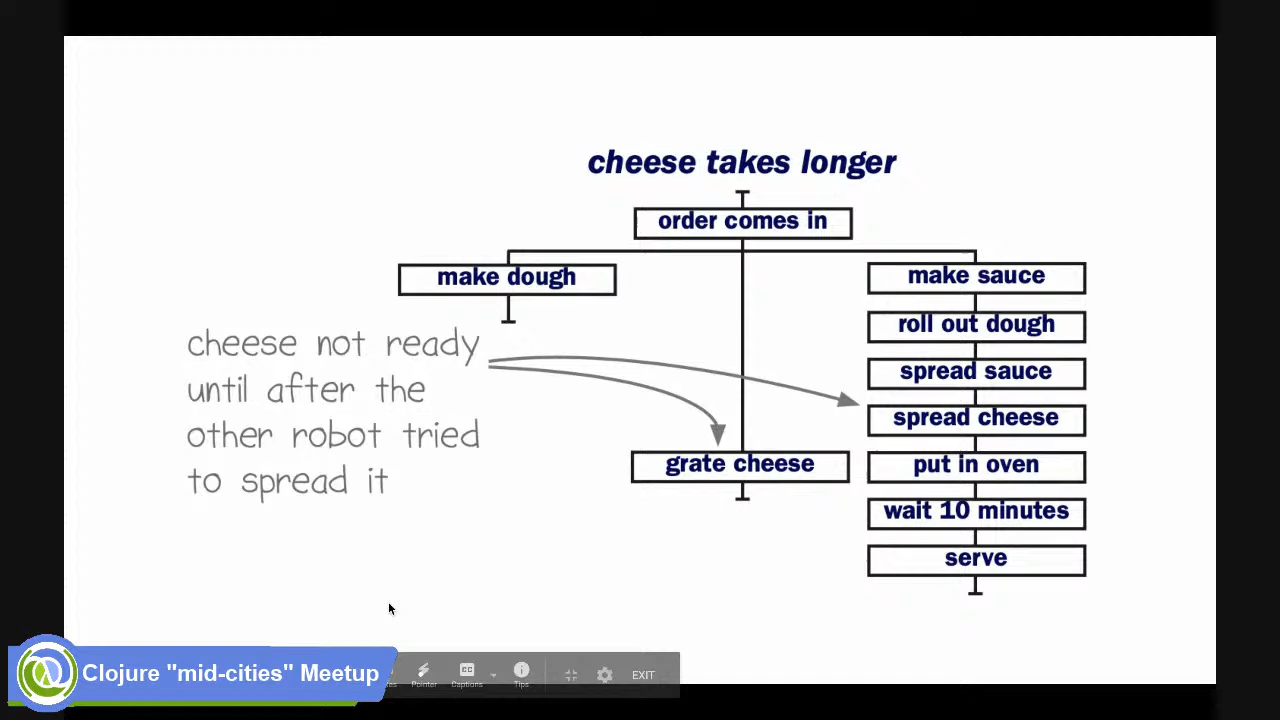 cheese takes longer
order comes in
make dough
make sauce
roll out dough
spread sauce
spread cheese
grate cheese
put in oven
wait 10 minutes
serve
cheese not ready
until after the
other robot tried
to spread it
Clojure "mid-cities" Meetup
Pointer
Captions
Tips
EXIT